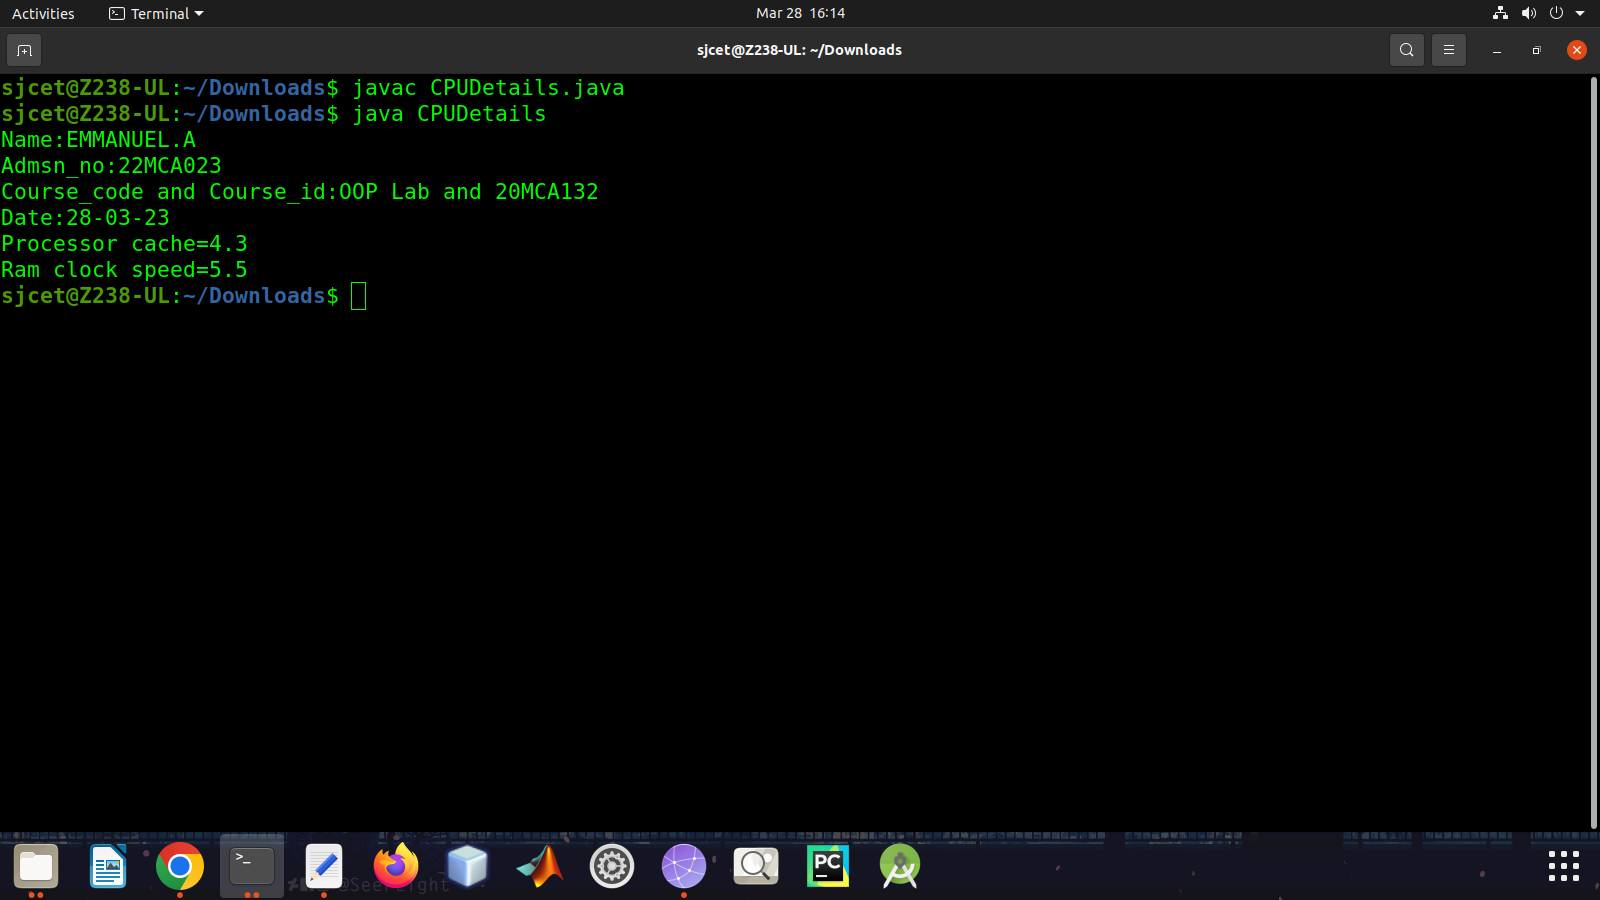 Activities
Terminal
Mar 28 16:14
sjcet@Z238-UL: ~/Downloads
sjcet@Z238-UL:~/Downloads$ javac CPUDetails.java
sjcet@Z238-UL:~/Downloads$ java CPUDetails
Name:EMMANUEL.A
Admsn_no:22MCA023
Course_code and Course_id:OOP Lab and 20MCA132
Date:28-03-23
Processor cache=4.3
Ram clock speed=5.5
sjcet@Z238-UL:~/Downloads$
>_
PC